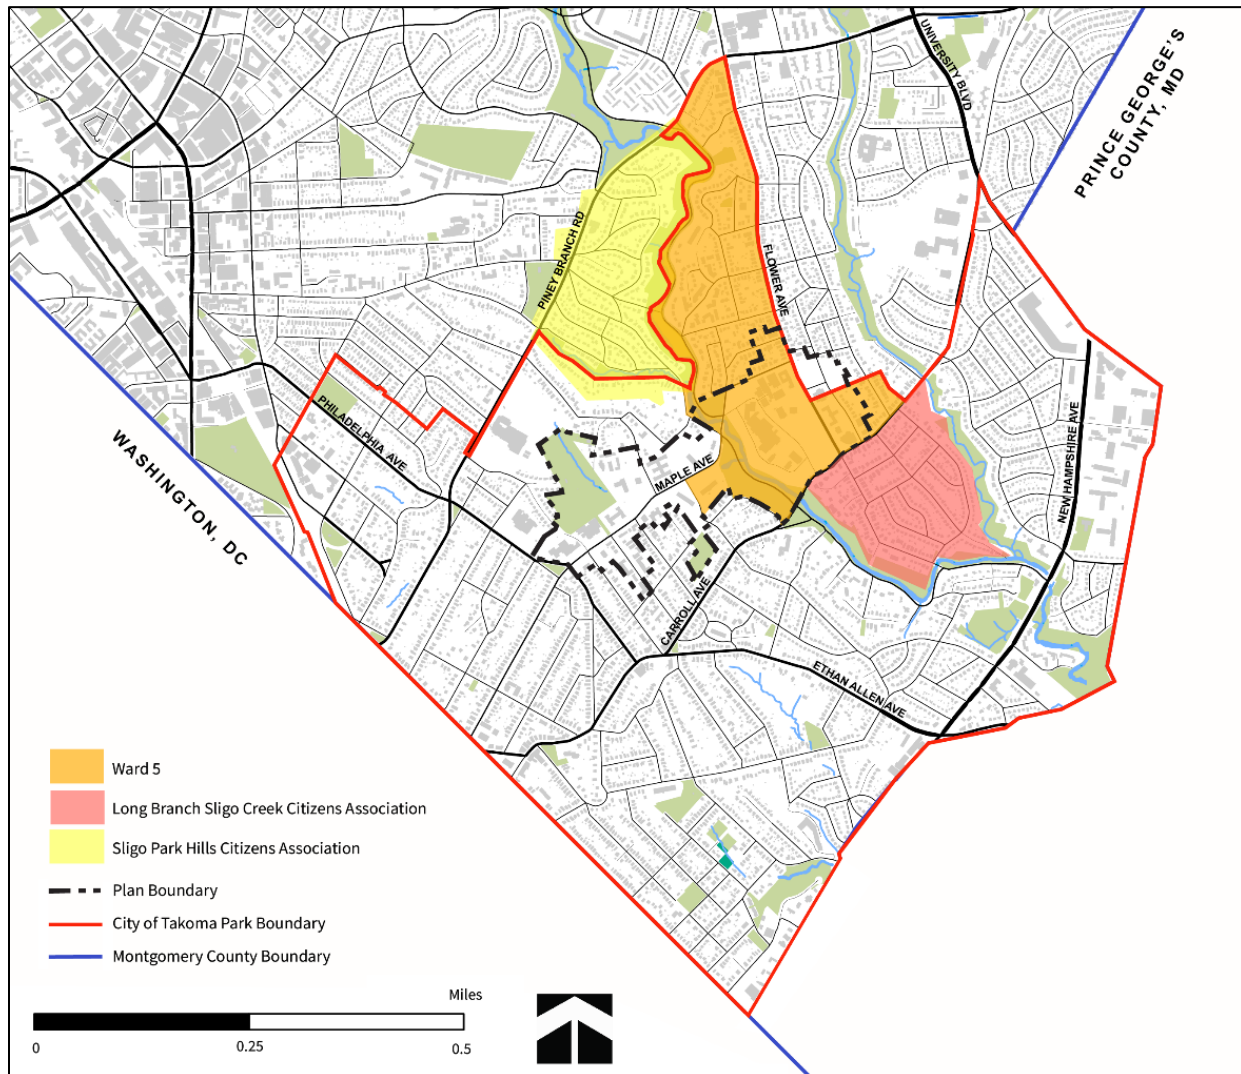 UNIVERSITY BLVD
PRINCE GEORGE'S
COUNTY, MD
PINEY BRANCH RD
FLOWER AVE
PHILADELPHIA AVE
WASHINGTON, DC
MAPLE AVE
NEW HAMPSHIRE AVE
CARROLL AVE
ETHAN ALLEN AVE
Ward 5
Long Branch Sligo Creek Citizens Association
Sligo Park Hills Citizens Association
Plan Boundary
City of Takoma Park Boundary
Montgomery County Boundary
Miles
0 0.25 0.5